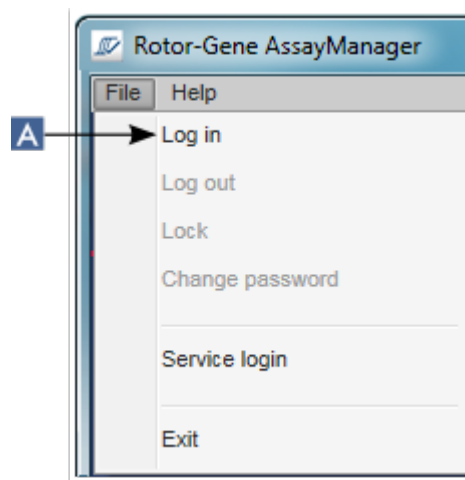 Rotor-Gene AssayManager
File Help
A
Log in
Log out
Lock
Change password
Service login
Exit